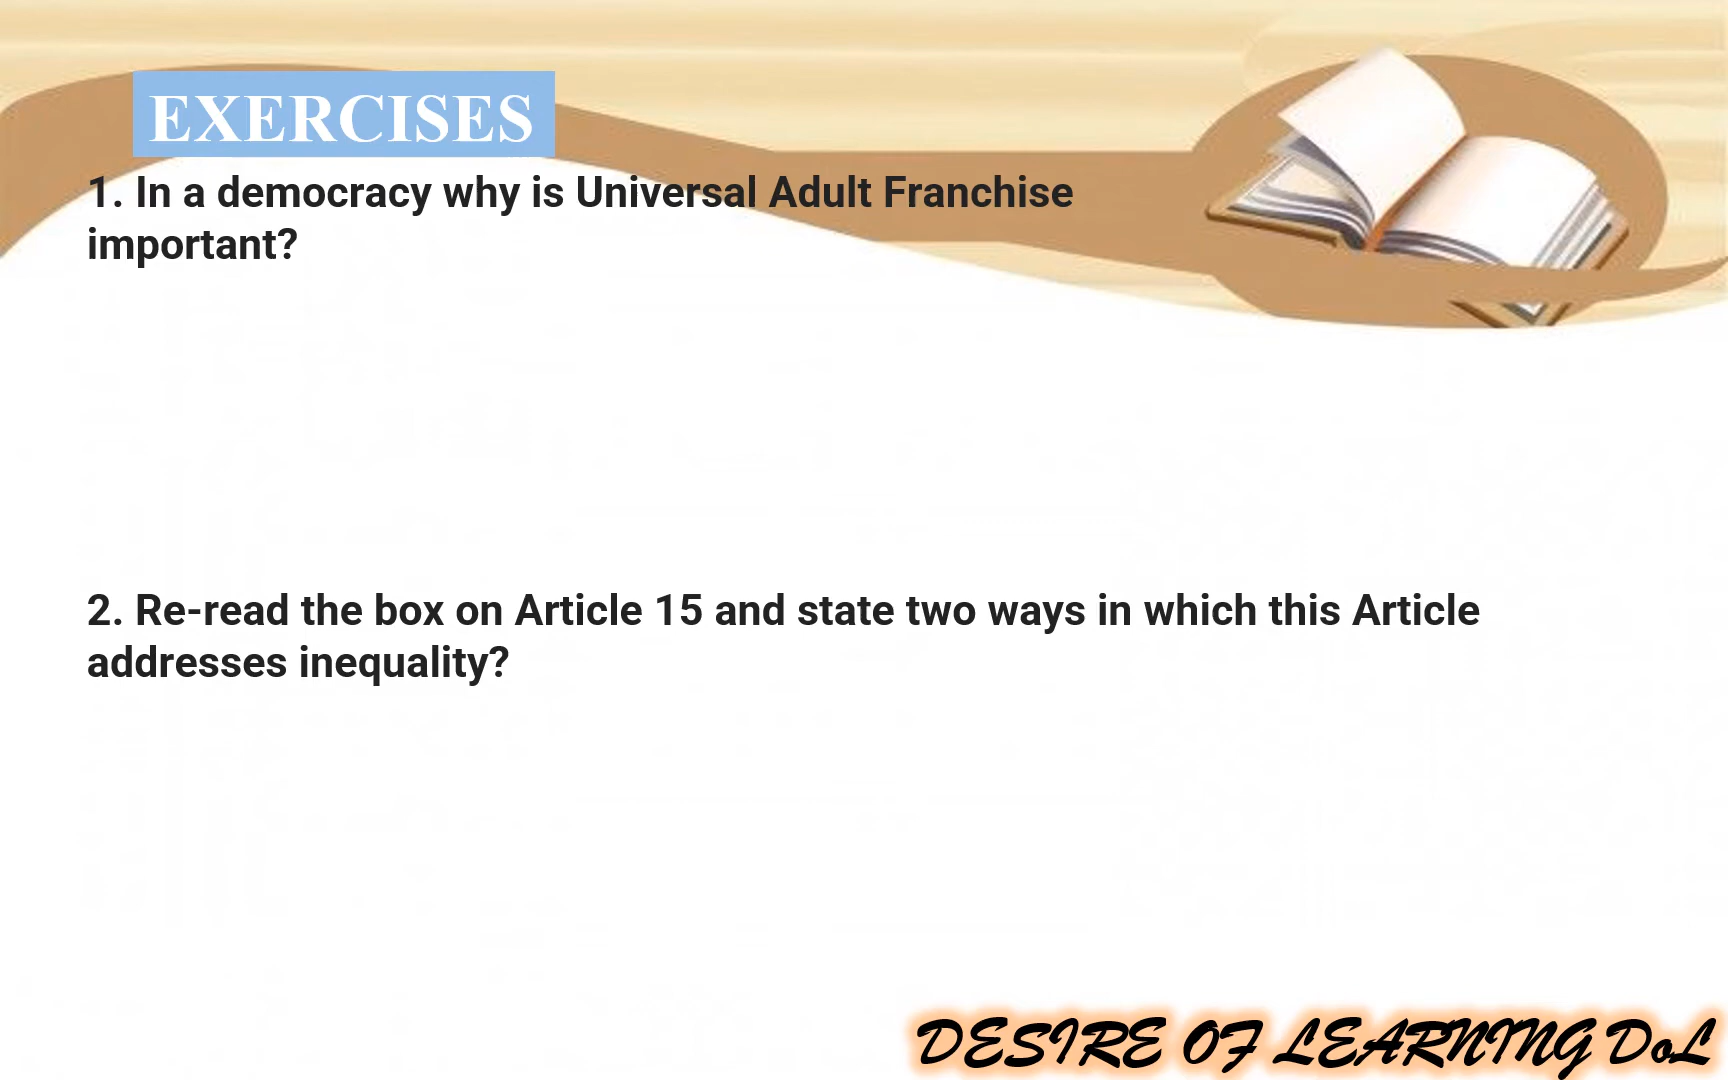 EXERCISES
1. In a democracy why is Universal Adult Franchise
important?
2. Re-read the box on Article 15 and state two ways in which this Article
addresses inequality?
DESIRE OF LEARNING DoL